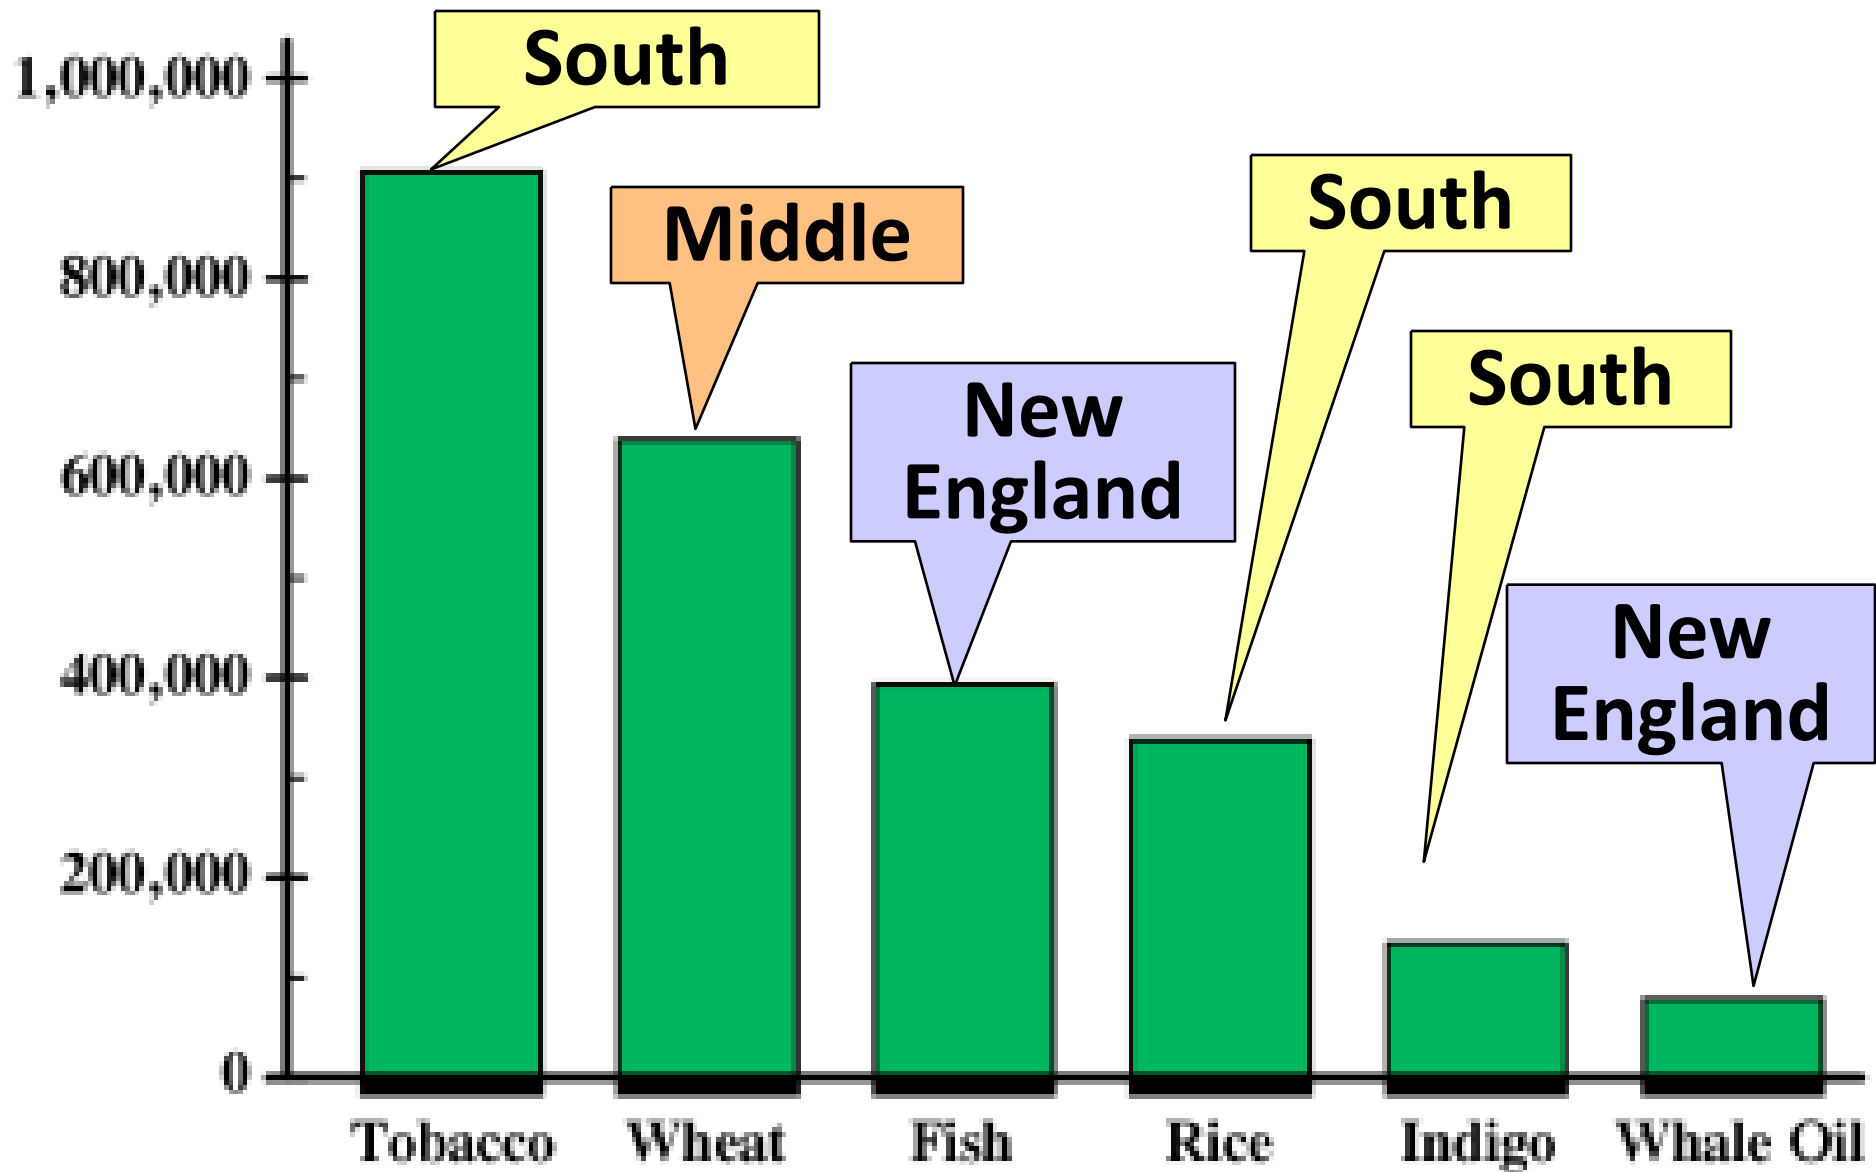 1,000,000
800,000
600,000
400,000
200,000
0
South
Middle
New
England
South
South
New
England
Tobacco
Wheat
Fish
Rice
Indigo
Whale Oil